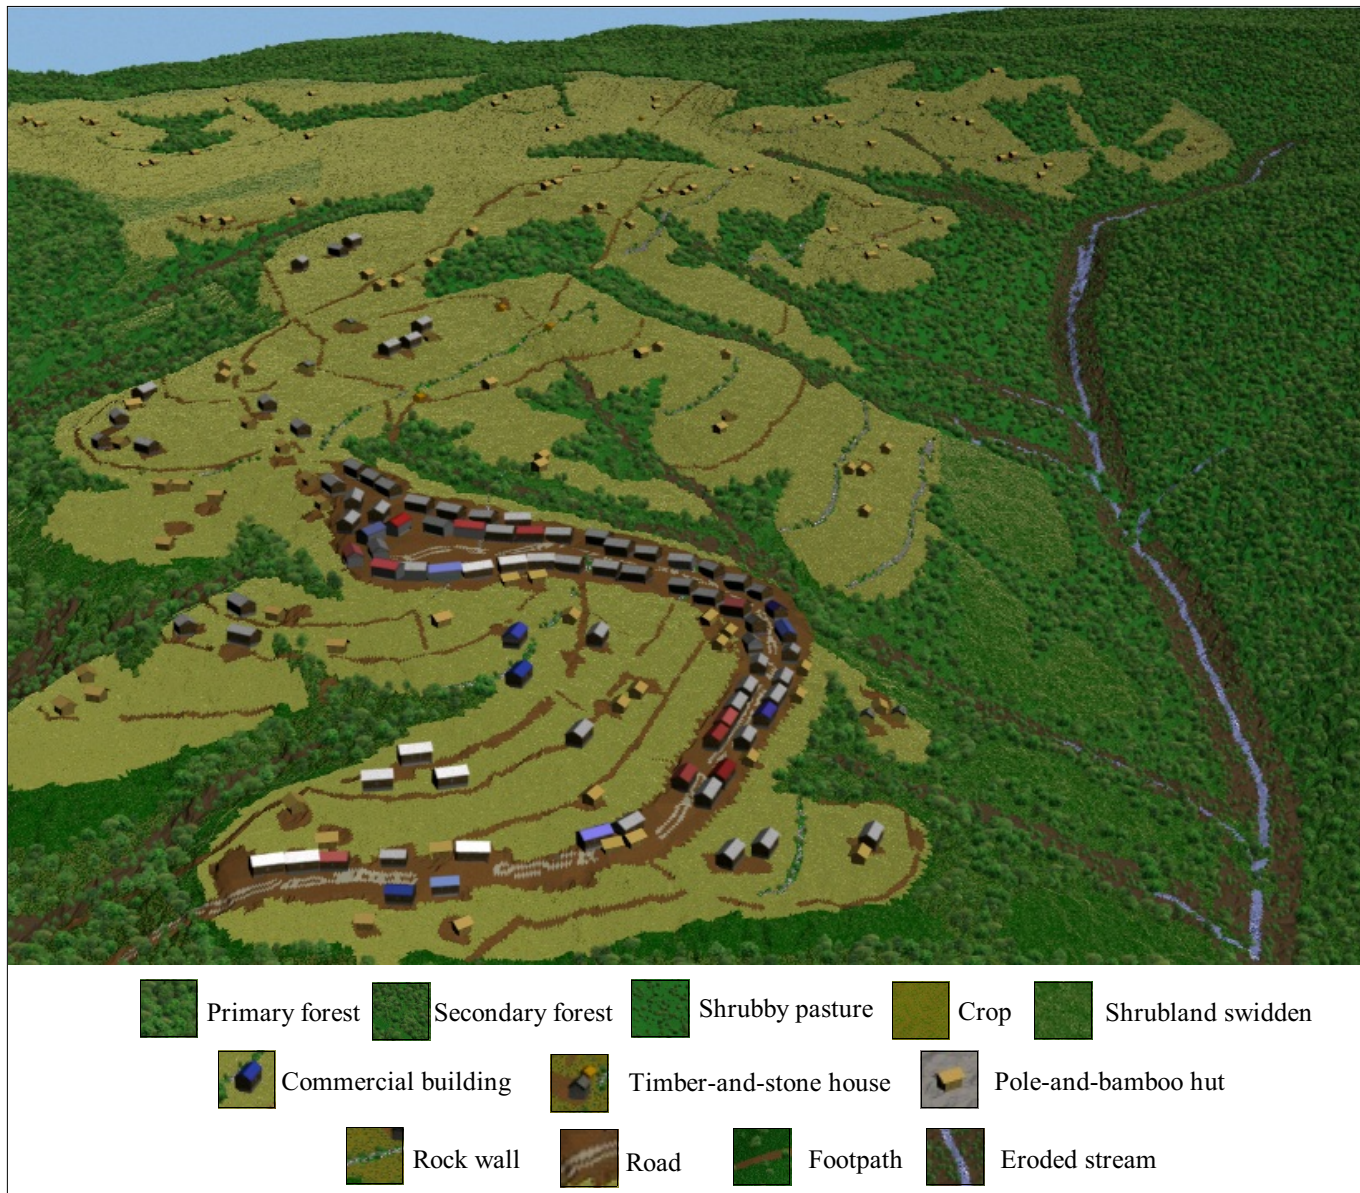 Primary forest Secondary forest Shrubby pasture Crop Shrubland swidden
Commercial building Timber-and-stone house Pole-and-bamboo hut
Rock wall Road Footpath Eroded stream